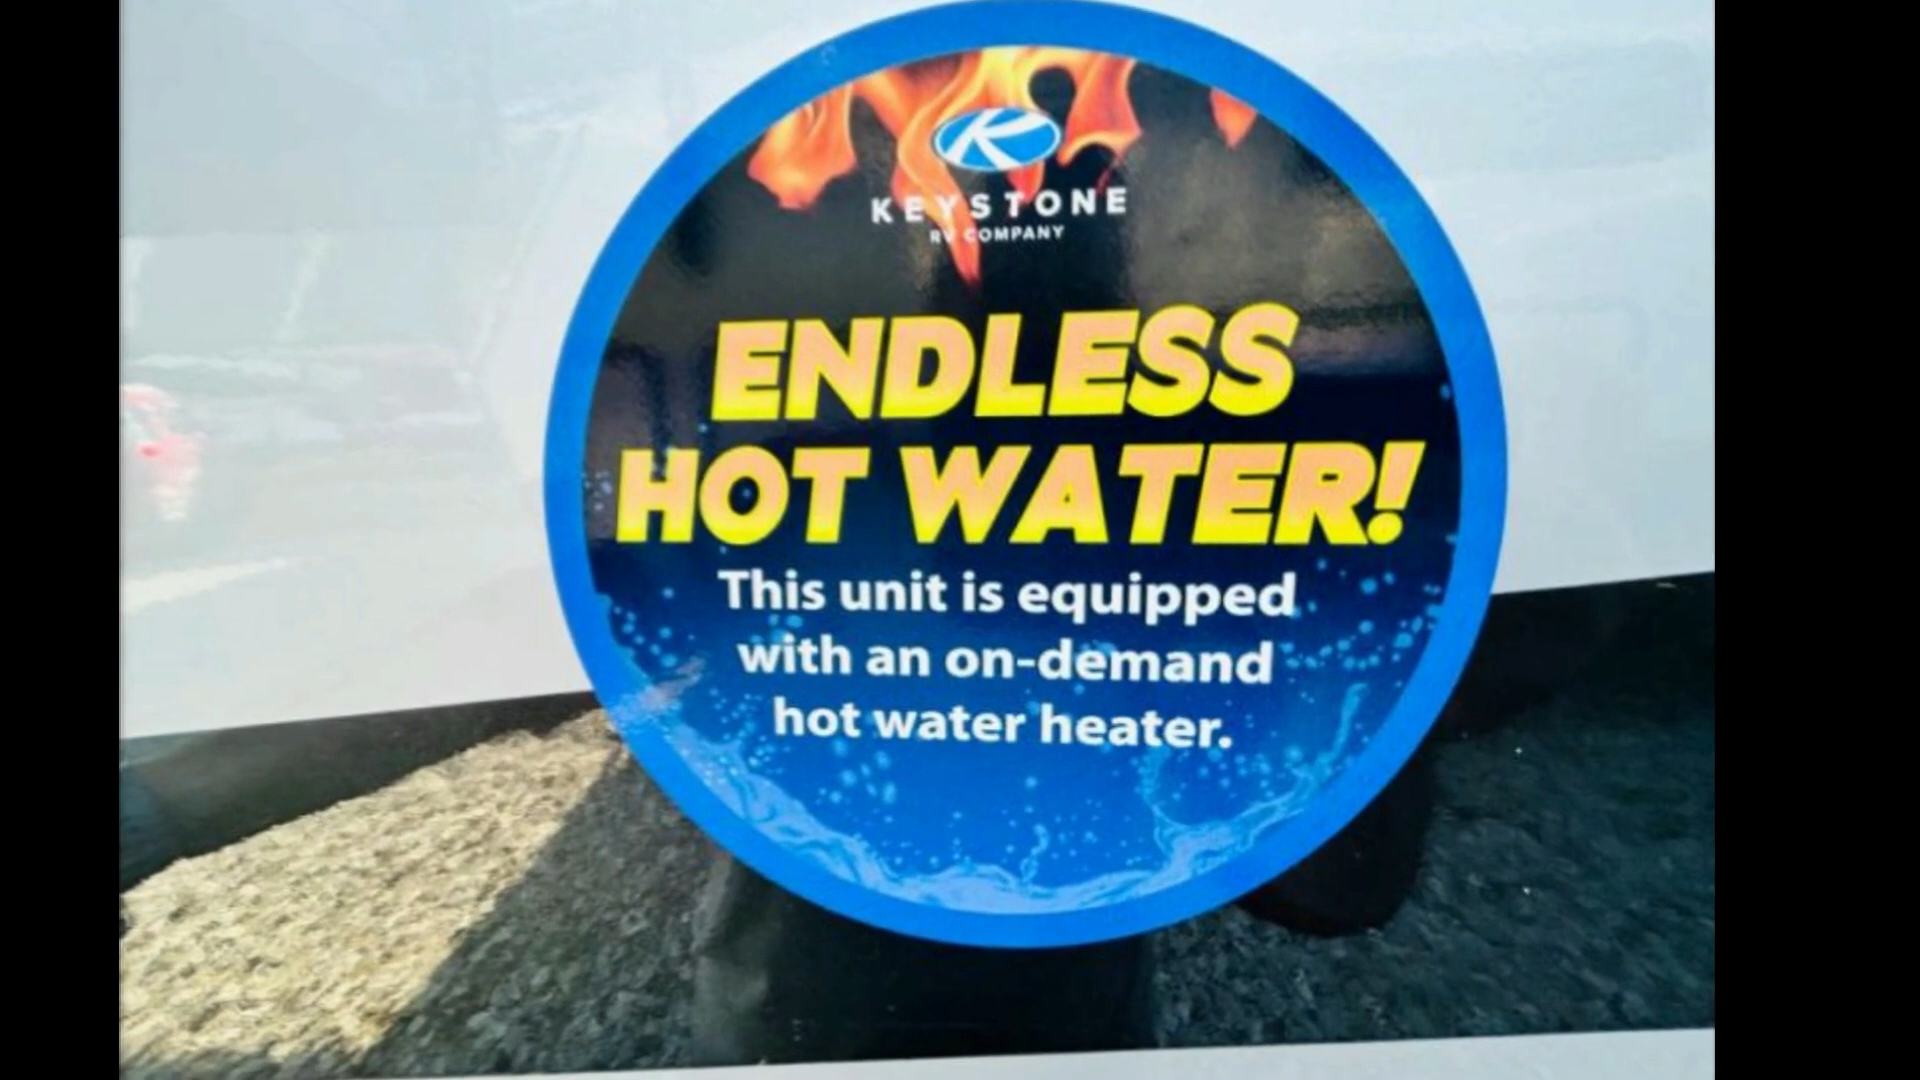 KEYSTONE
RV COMPANY
ENDLESS
HOT WATER!
This unit is equipped
with an on-demand
hot water heater.